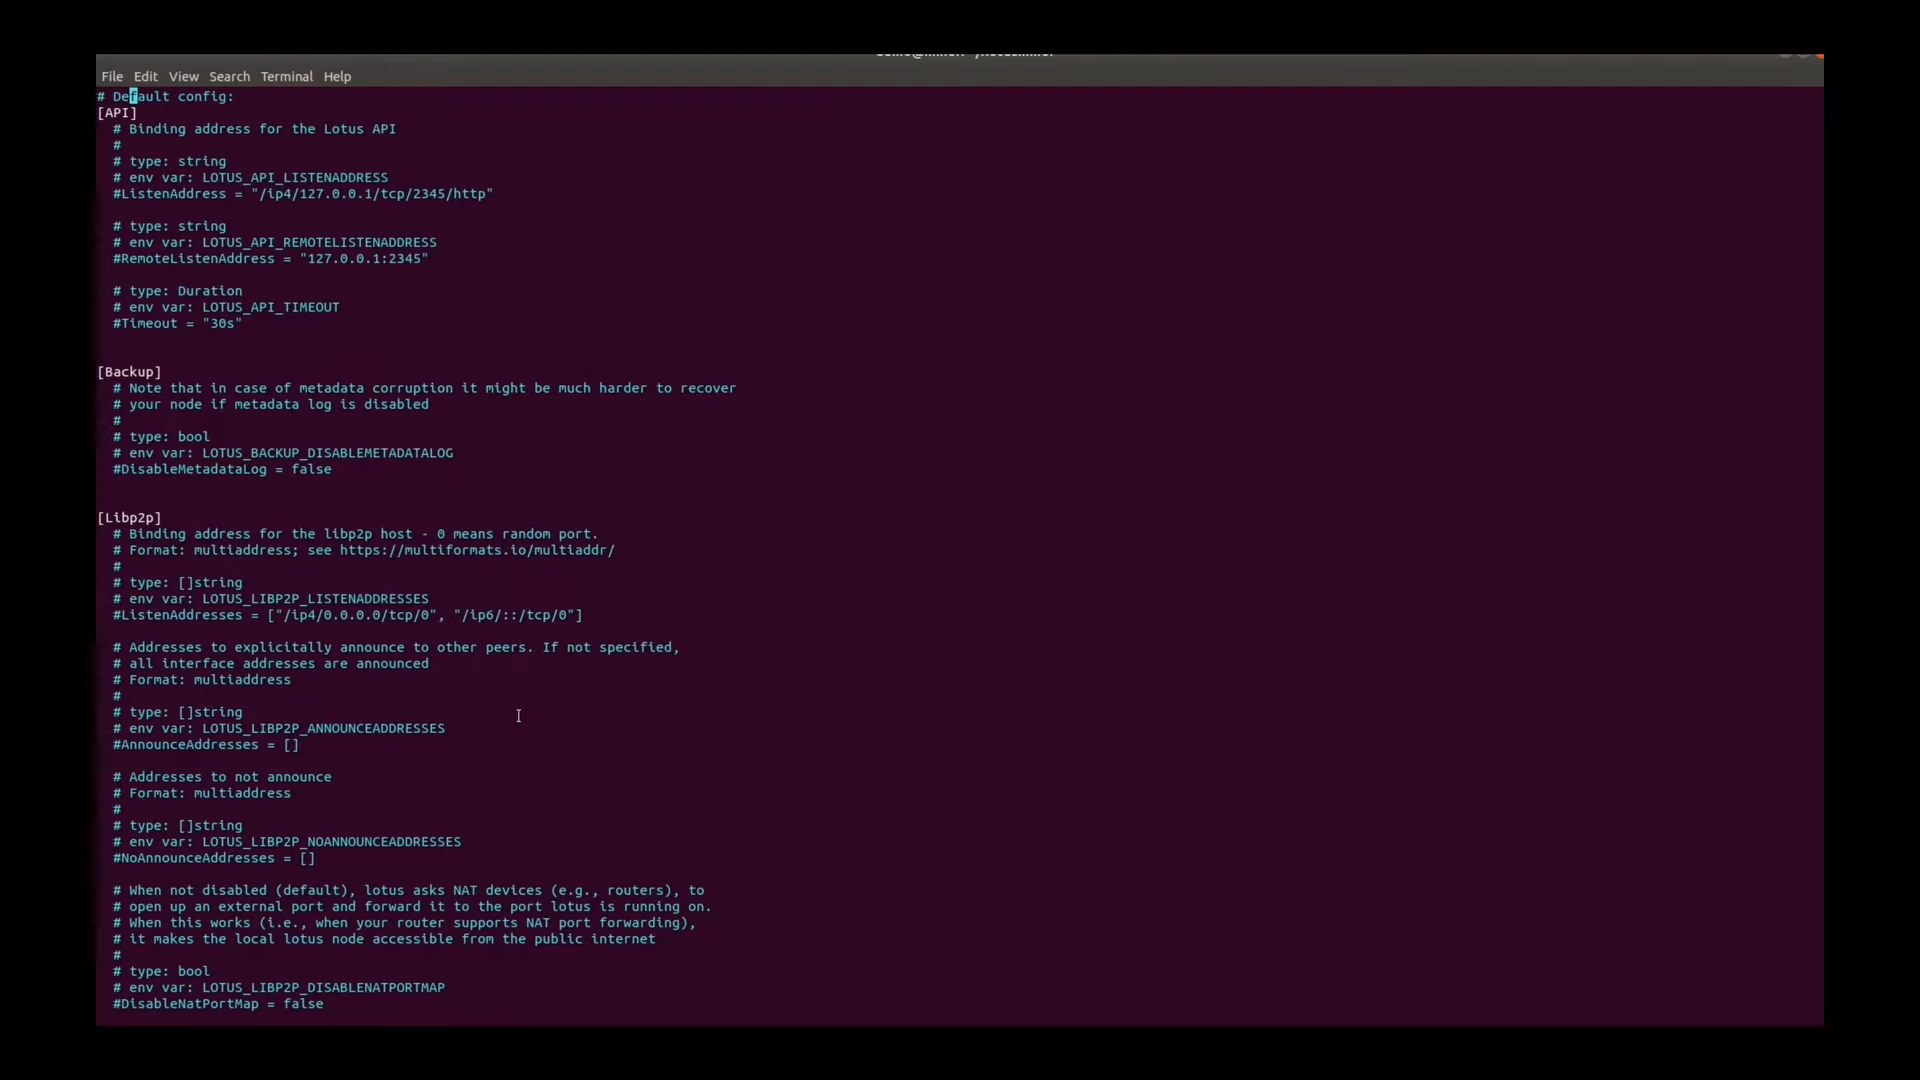 File Edit View Search Terminal Help
# Default config:
[API]
# Binding address for the Lotus API
#
# type: string
# env var: LOTUS_API_LISTENADDRESS
#ListenAddress = "/ip4/127.0.0.1/tcp/2345/http"
# type: string
# env var: LOTUS_API_REMOTELISTENADDRESS
#RemoteListenAddress = "127.0.0.1:2345"
# type: Duration
# env var: LOTUS_API_TIMEOUT
#Timeout = "30s"
[Backup]
# Note that in case of metadata corruption it might be much harder to recover
# your node if metadata log is disabled
#
# type: bool
# env var: LOTUS_BACKUP_DISABLEMETADATALOG
#DisableMetadataLog = false
[Libp2p]
# Binding address for the libp2p host - 0 means random port.
# Format: multiaddress; see https://multiformats.io/multiaddr/
#
# type: []string
# env var: LOTUS_LIBP2P_LISTENADDRESSES
#ListenAddresses = ["/ip4/0.0.0.0/tcp/0", "/ip6/::/tcp/0"]
# Addresses to explicitally announce to other peers. If not specified,
# all interface addresses are announced
# Format: multiaddress
#
# type: []string
# env var: LOTUS_LIBP2P_ANNOUNCEADDRESSES
#AnnounceAddresses = []
# Addresses to not announce
# Format: multiaddress
#
# type: []string
# env var: LOTUS_LIBP2P_NOANNOUNCEADDRESSES
#NoAnnounceAddresses = []
# When not disabled (default), lotus asks NAT devices (e.g., routers), to
# open up an external port and forward it to the port lotus is running on.
# When this works (i.e., when your router supports NAT port forwarding),
# it makes the local lotus node accessible from the public internet
#
# type: bool
# env var: LOTUS_LIBP2P_DISABLENATPORTMAP
#DisableNatPortMap = false